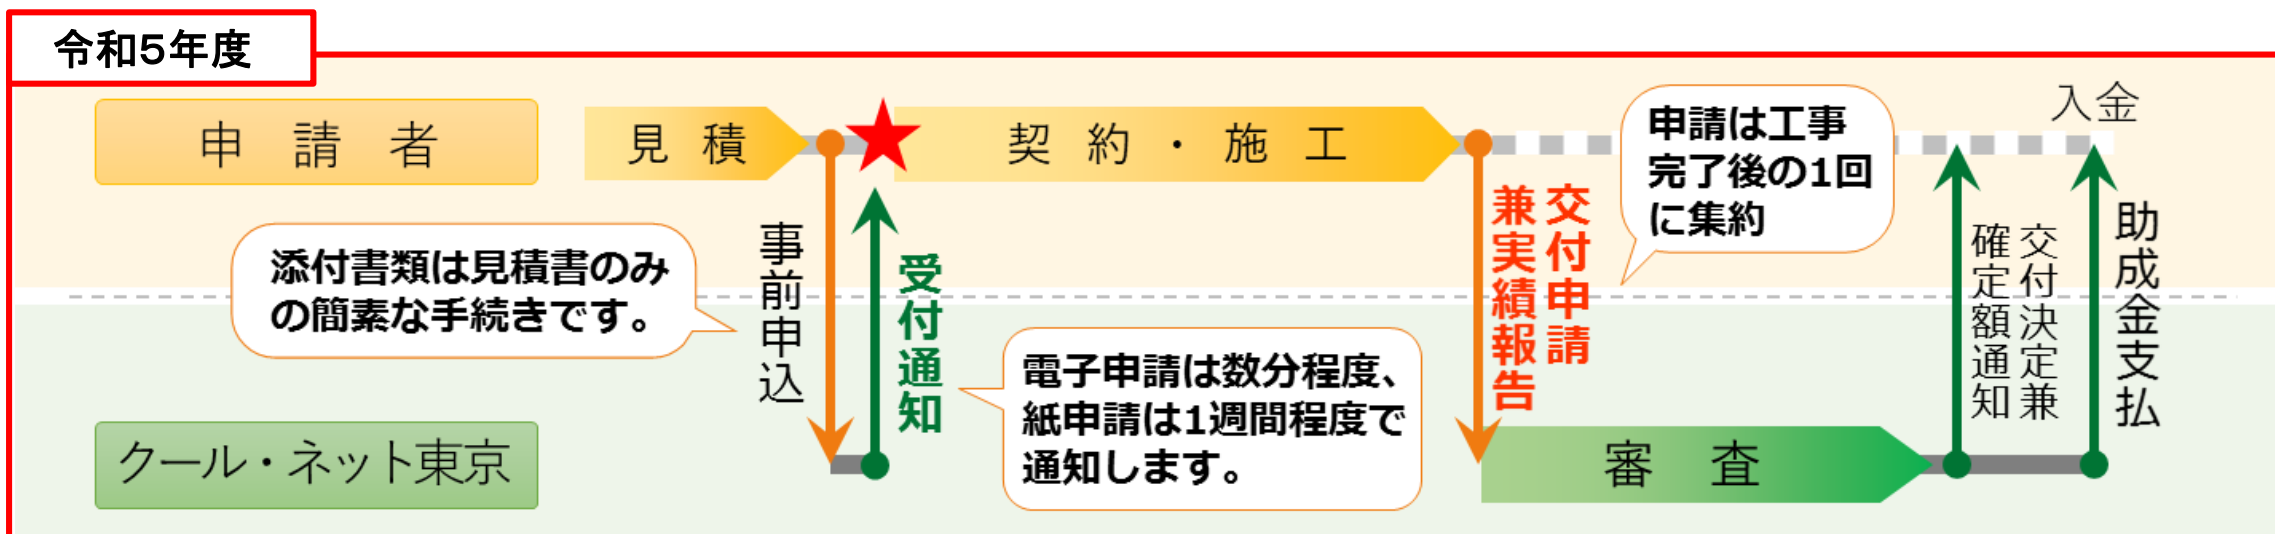 令和5年度
申請者
見積
契約・施工
入金
申請は工事
完了後の1回
に集約
添付書類は見積書のみ
の簡素な手続きです。
事前申込
受付通知
電子申請は数分程度、
紙申請は1週間程度で
通知します。
交付申請
兼実績報告
交付決定兼
確定額通知
助成金支払
クール・ネット東京
審査